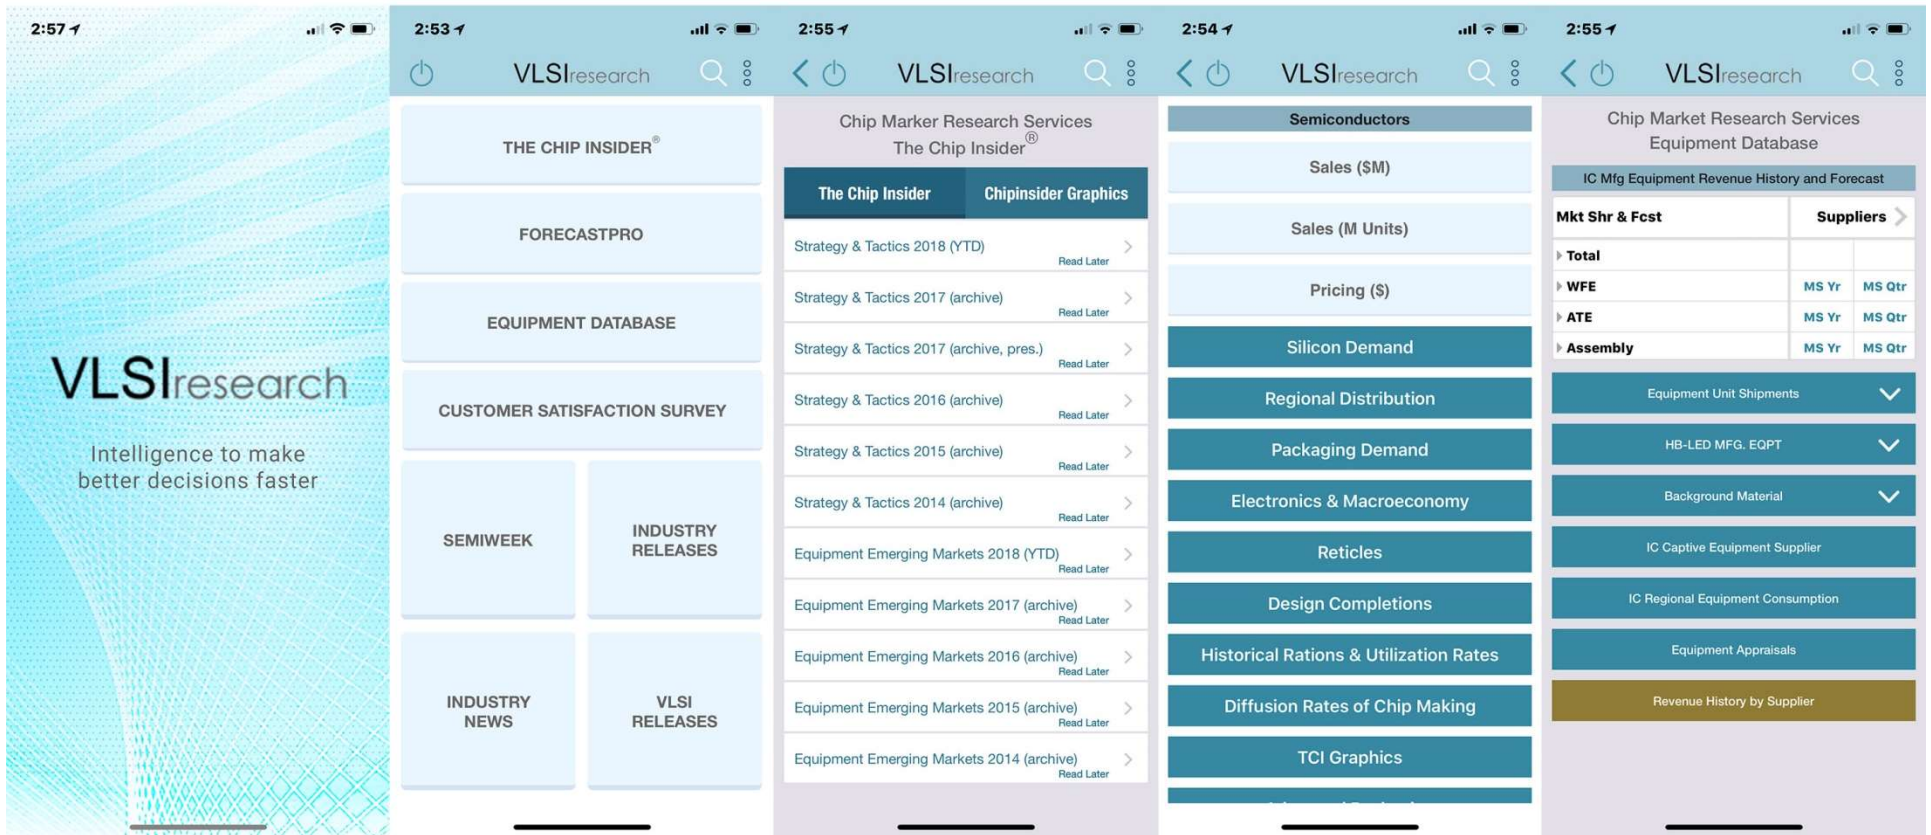 2:57
VLSIresearch
Intelligence to make
better decisions faster
2:53
VLSIresearch
THE CHIP INSIDER®
FORECASTPRO
EQUIPMENT DATABASE
CUSTOMER SATISFACTION SURVEY
SEMIWEEK
INDUSTRY
RELEASES
INDUSTRY
NEWS
VLSI
RELEASES
2:55
VLSIresearch
Chip Marker Research Services
The Chip Insider®
The Chip Insider Chipinsider Graphics
Strategy & Tactics 2018 (YTD)
Read Later
Strategy & Tactics 2017 (archive)
Read Later
Strategy & Tactics 2017 (archive, pres.)
Read Later
Strategy & Tactics 2016 (archive)
Read Later
Strategy & Tactics 2015 (archive)
Read Later
Strategy & Tactics 2014 (archive)
Read Later
Equipment Emerging Markets 2018 (YTD)
Read Later
Equipment Emerging Markets 2017 (archive)
Read Later
Equipment Emerging Markets 2016 (archive)
Read Later
Equipment Emerging Markets 2015 (archive)
Read Later
Equipment Emerging Markets 2014 (archive)
Read Later
2:54
VLSIresearch
Semiconductors
Sales ($M)
Sales (M Units)
Pricing ($)
Silicon Demand
Regional Distribution
Packaging Demand
Electronics & Macroeconomy
Reticles
Design Completions
Historical Rations & Utilization Rates
Diffusion Rates of Chip Making
TCI Graphics
2:55
VLSIresearch
Chip Market Research Services
Equipment Database
IC Mfg Equipment Revenue History and Forecast
Mkt Shr & Fcst Suppliers
Total
WFE MS Yr MS Qtr
ATE MS Yr MS Qtr
Assembly MS Yr MS Qtr
Equipment Unit Shipments
HB-LED MFG. EQPT
Background Material
IC Captive Equipment Supplier
IC Regional Equipment Consumption
Equipment Appraisals
Revenue History by Supplier